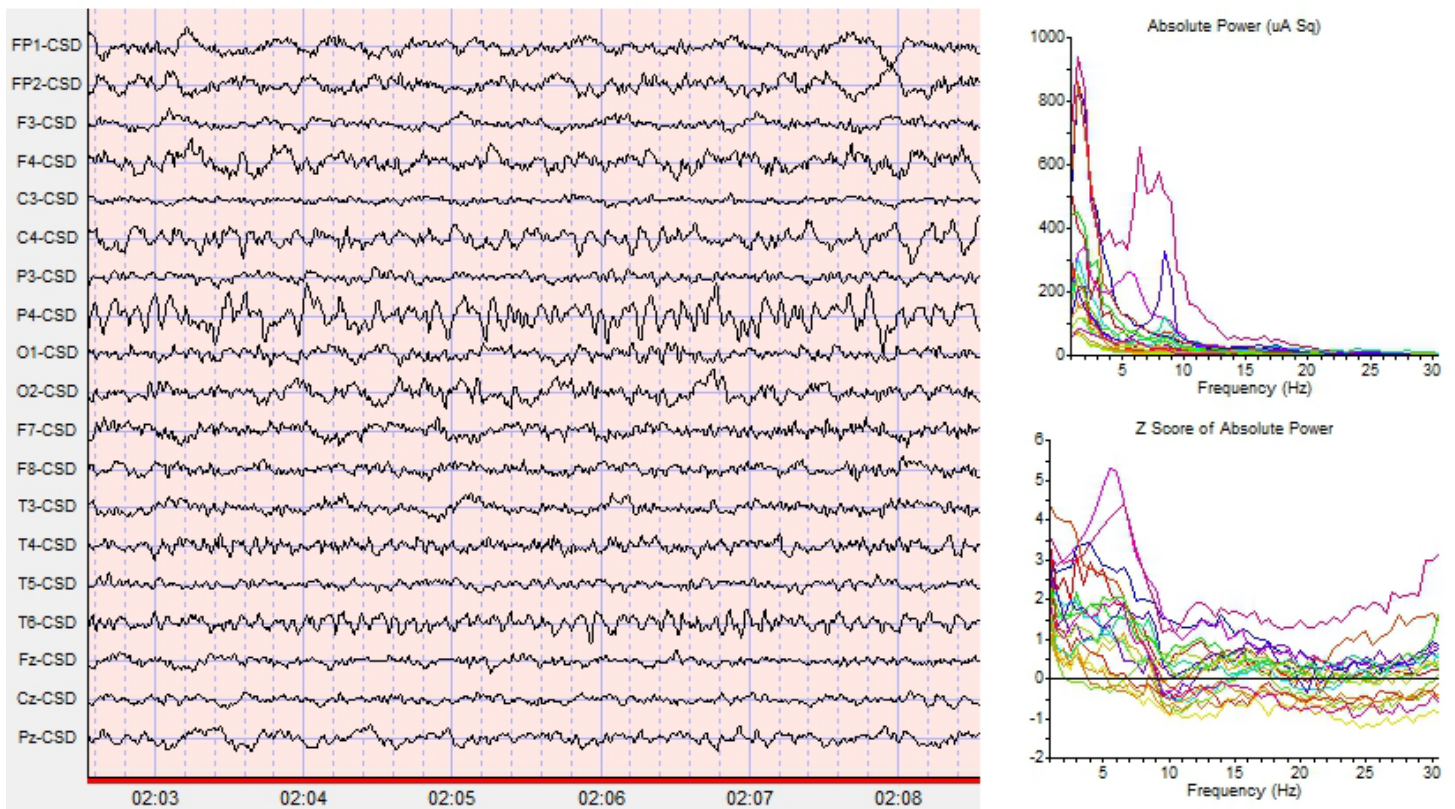 FP1-CSD
FP2-CSD
F3-CSD
F4-CSD
C3-CSD
C4-CSD
P3-CSD
P4-CSD
O1-CSD
O2-CSD
F7-CSD
F8-CSD
T3-CSD
T4-CSD
T5-CSD
T6-CSD
Fz-CSD
Cz-CSD
Pz-CSD
02:03 02:04 02:05 02:06 02:07 02:08
Absolute Power (uA Sq)
1000
800
600
400
200
0
5 10 15 20 25 30
Frequency (Hz)
Z Score of Absolute Power
6
5
4
3
2
1
0
-1
-2
5 10 15 20 25 30
Frequency (Hz)